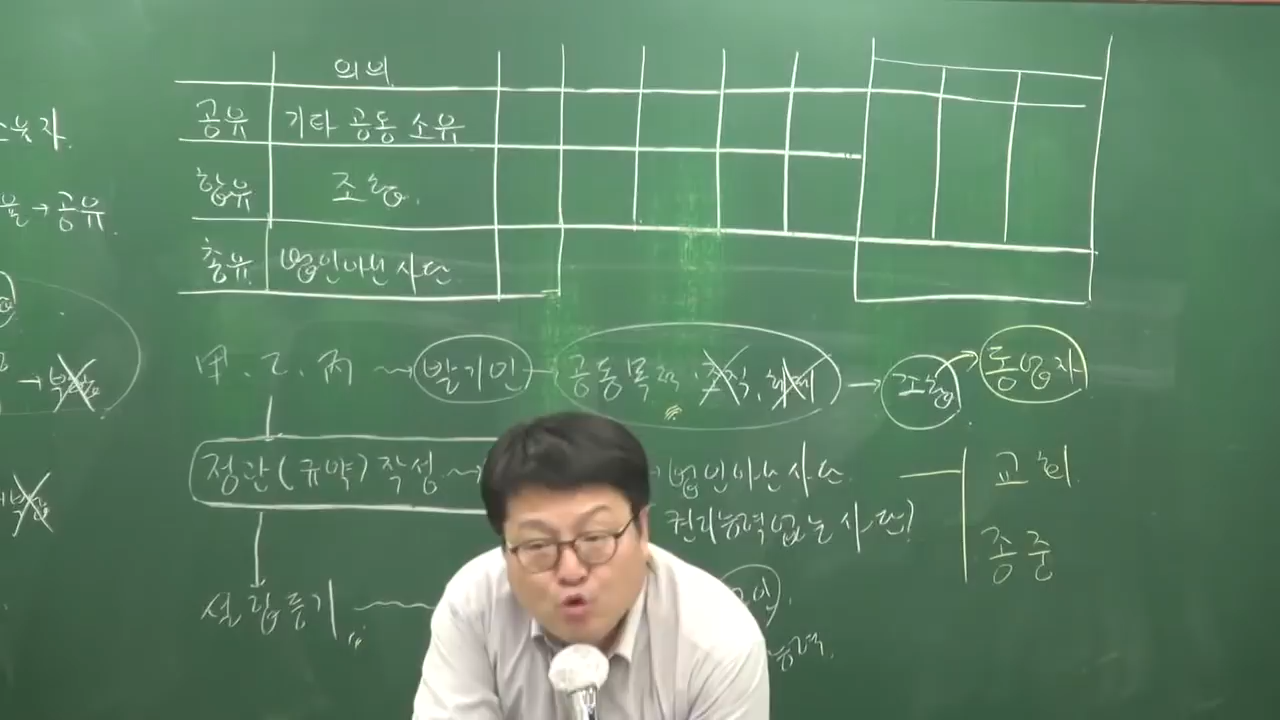 의의
공유 기타 공동 소유
합유 조합
총유 법인아닌 사단
→공유
甲. 乙. 丙 발기인 공동목적 → 조합 → 동업자
정관(규약) 작성 → 법인아닌 사단 교회
권리능력없는 사단 종중
설립등기